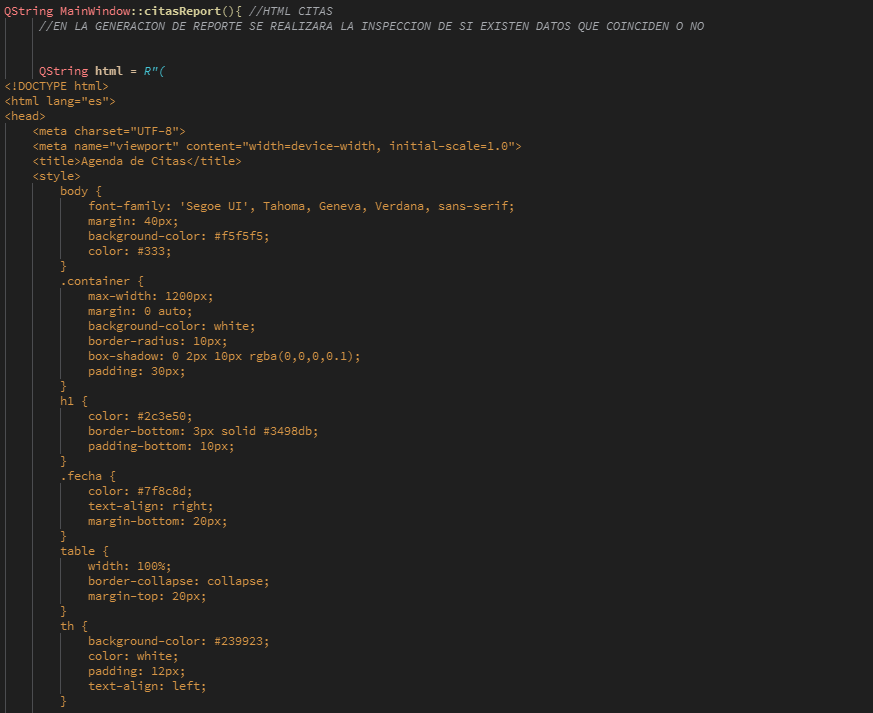 QString MainWindow::citasReport(){ //HTML CITAS
//EN LA GENERACION DE REPORTE SE REALIZARA LA INSPECCION DE SI EXISTEN DATOS QUE COINCIDEN O NO
QString html = R"(
<!DOCTYPE html>
<html lang="es">
<head>
    <meta charset="UTF-8">
    <meta name="viewport" content="width=device-width, initial-scale=1.0">
    <title>Agenda de Citas</title>
    <style>
        body {
            font-family: 'Segoe UI', Tahoma, Geneva, Verdana, sans-serif;
            margin: 40px;
            background-color: #f5f5f5;
            color: #333;
        }
        .container {
            max-width: 1200px;
            margin: 0 auto;
            background-color: white;
            border-radius: 10px;
            box-shadow: 0 2px 10px rgba(0,0,0,0.1);
            padding: 30px;
        }
        h1 {
            color: #2c3e50;
            border-bottom: 3px solid #3498db;
            padding-bottom: 10px;
        }
        .fecha {
            color: #7f8c8d;
            text-align: right;
            margin-bottom: 20px;
        }
        table {
            width: 100%;
            border-collapse: collapse;
            margin-top: 20px;
        }
        th {
            background-color: #239923;
            color: white;
            padding: 12px;
            text-align: left;
        }